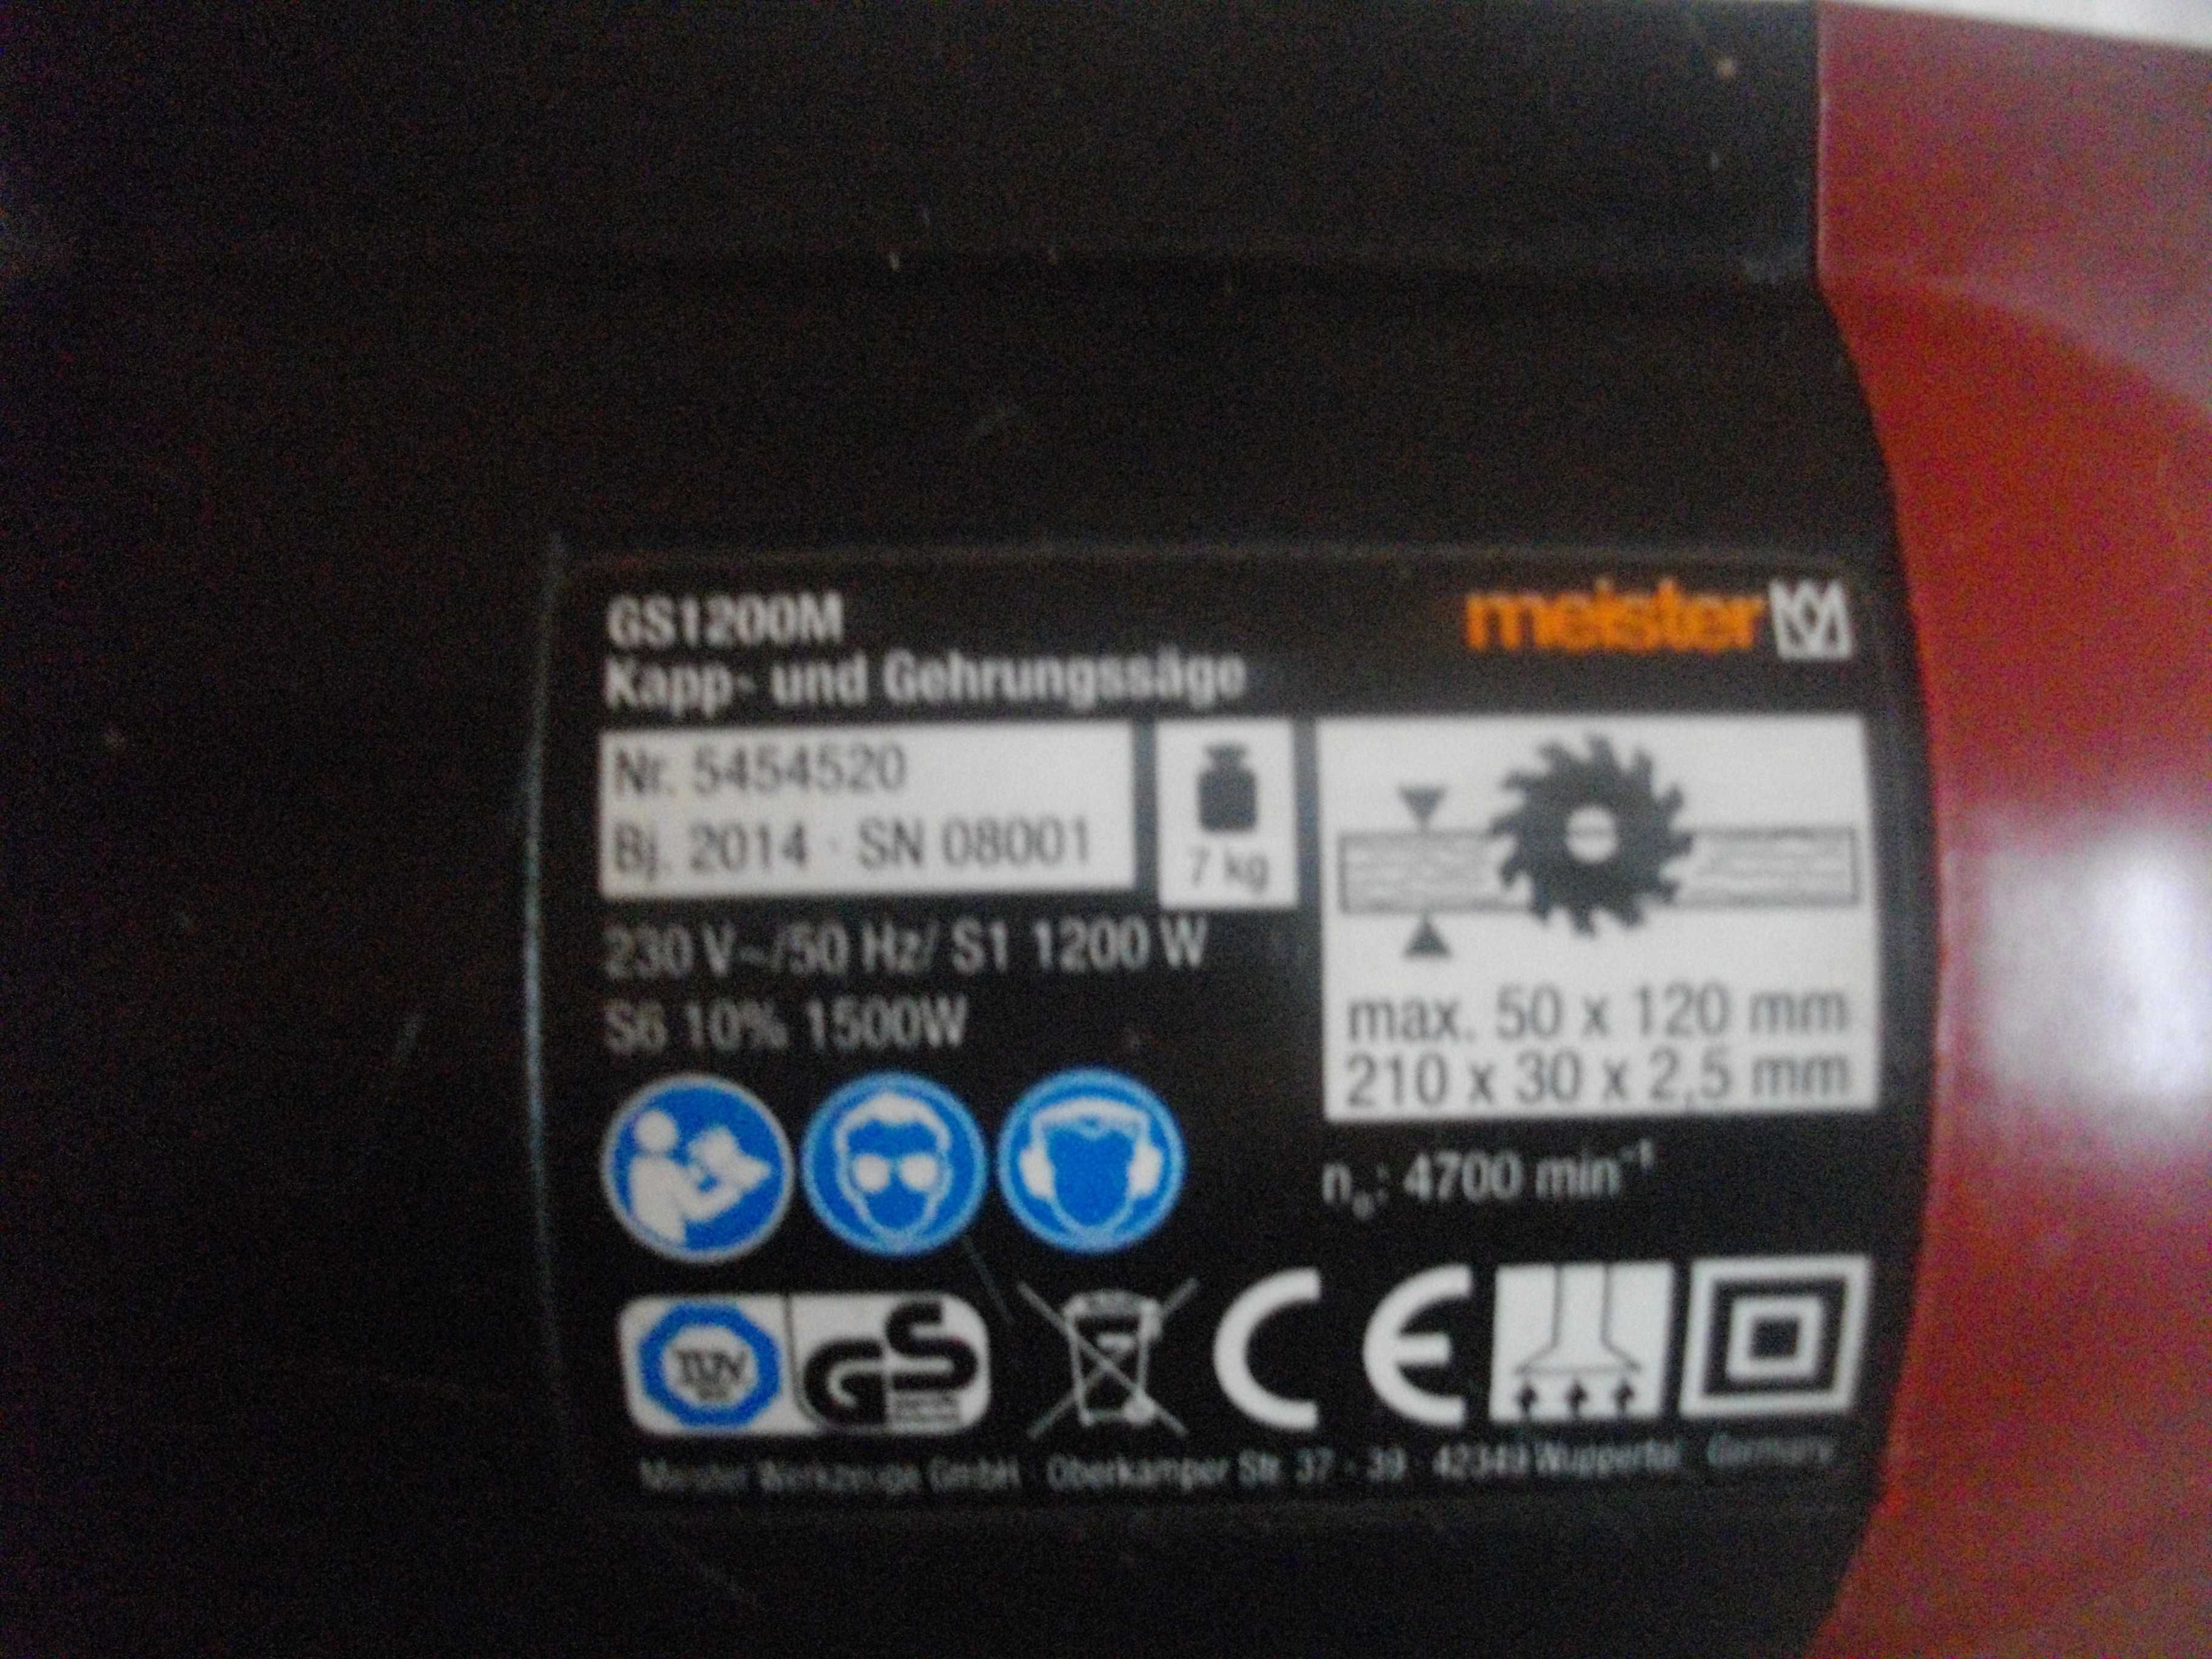 GS1200M
meister
Kapp- und Gehrungssäge
Nr. 5454520
Bj. 2014 · SN 08001
7 kg
230 V~/50 Hz/ S1 1200 W
S6 10% 1500W
max. 50 x 120 mm
210 x 30 x 2,5 mm
n₀: 4700 min⁻¹
TÜV
GS
CE
Meister Werkzeuge GmbH · Oberkamper Str. 37 - 39 · 42349 Wuppertal · Germany